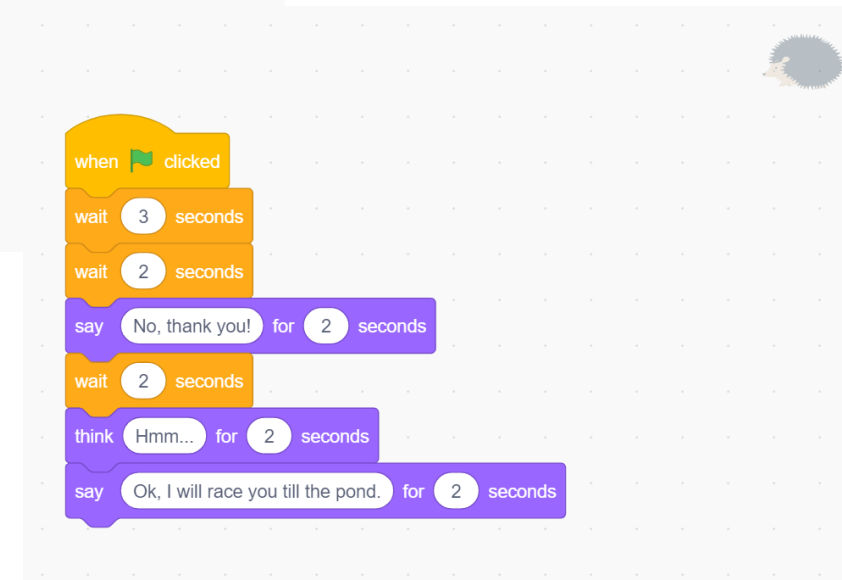 when clicked
wait 3 seconds
wait 2 seconds
say No, thank you! for 2 seconds
wait 2 seconds
think Hmm... for 2 seconds
say Ok, I will race you till the pond. for 2 seconds